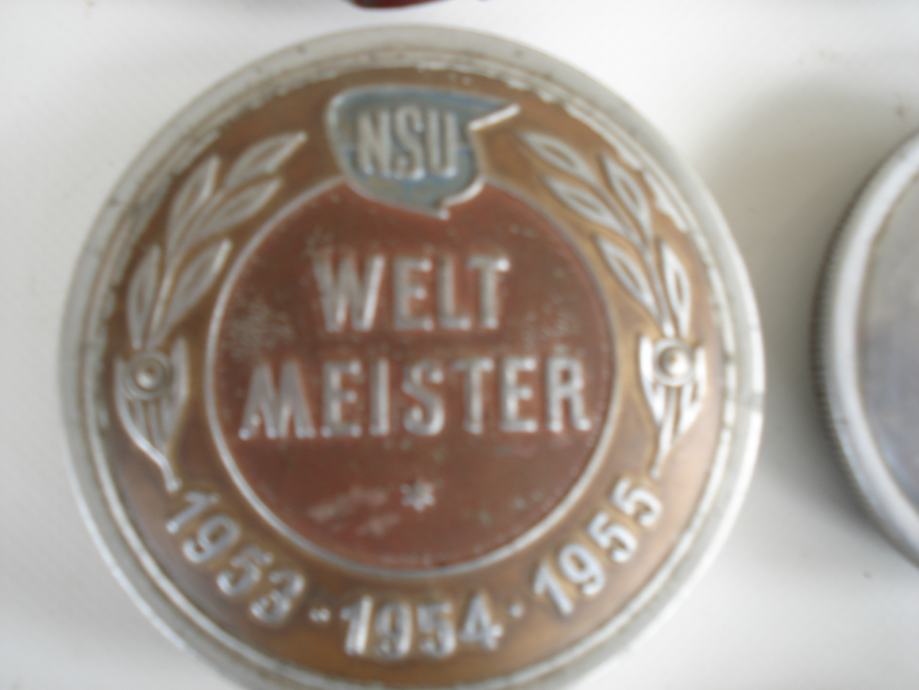 NSU
WELT
MEISTER
*
1953 · 1954 · 1955